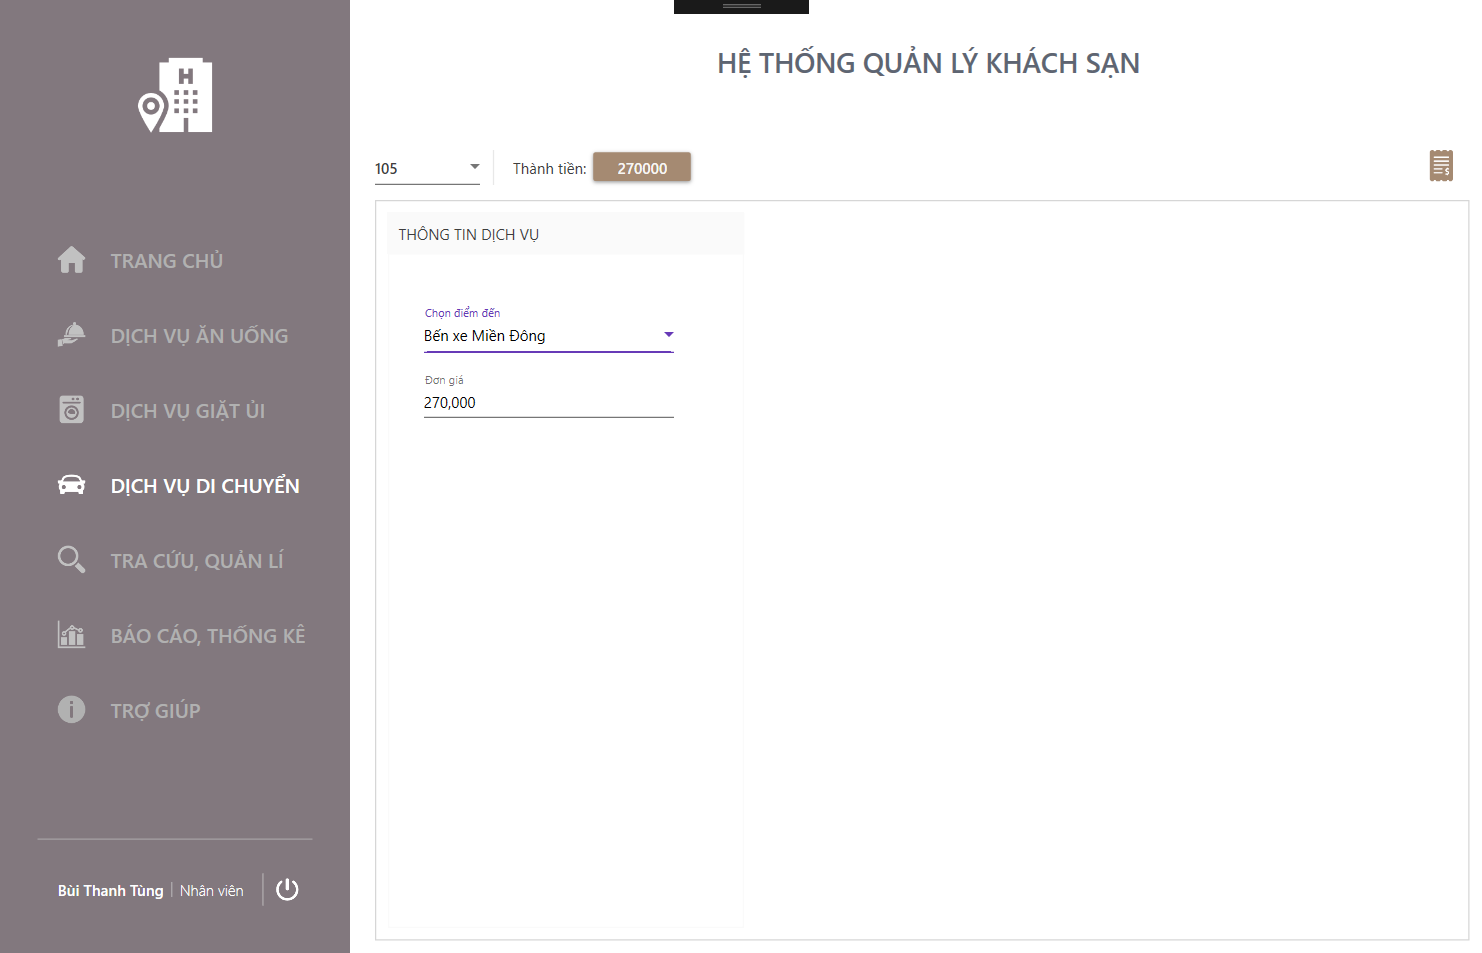 H
HỆ THỐNG QUẢN LÝ KHÁCH SẠN
105
Thành tiền: 270000
$
THÔNG TIN DỊCH VỤ
Chọn điểm đến
Bến xe Miền Đông
Đơn giá
270,000
TRANG CHỦ
DỊCH VỤ ĂN UỐNG
DỊCH VỤ GIẶT ỦI
DỊCH VỤ DI CHUYỂN
TRA CỨU, QUẢN LÍ
BÁO CÁO, THỐNG KÊ
TRỢ GIÚP
Bùi Thanh Tùng | Nhân viên